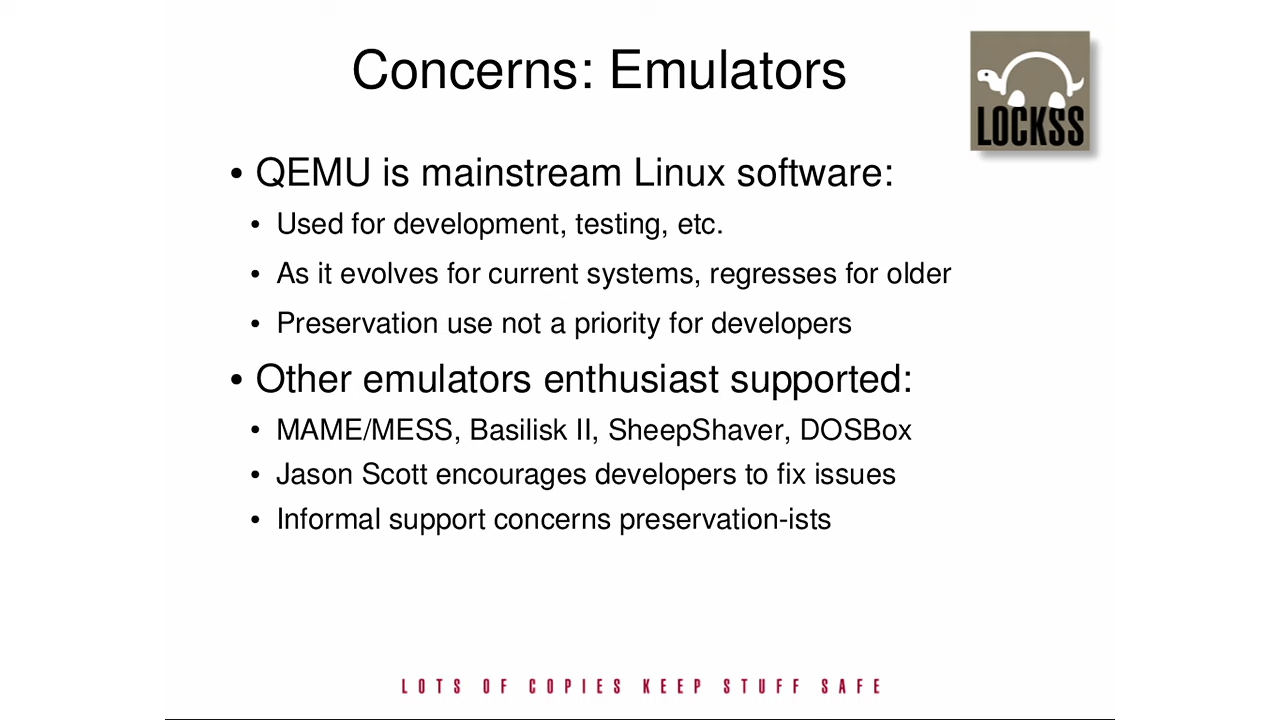 Concerns: Emulators
LOCKSS
• QEMU is mainstream Linux software:
• Used for development, testing, etc.
• As it evolves for current systems, regresses for older
• Preservation use not a priority for developers
• Other emulators enthusiast supported:
• MAME/MESS, Basilisk II, SheepShaver, DOSBox
• Jason Scott encourages developers to fix issues
• Informal support concerns preservation-ists
LOTS OF COPIES KEEP STUFF SAFE